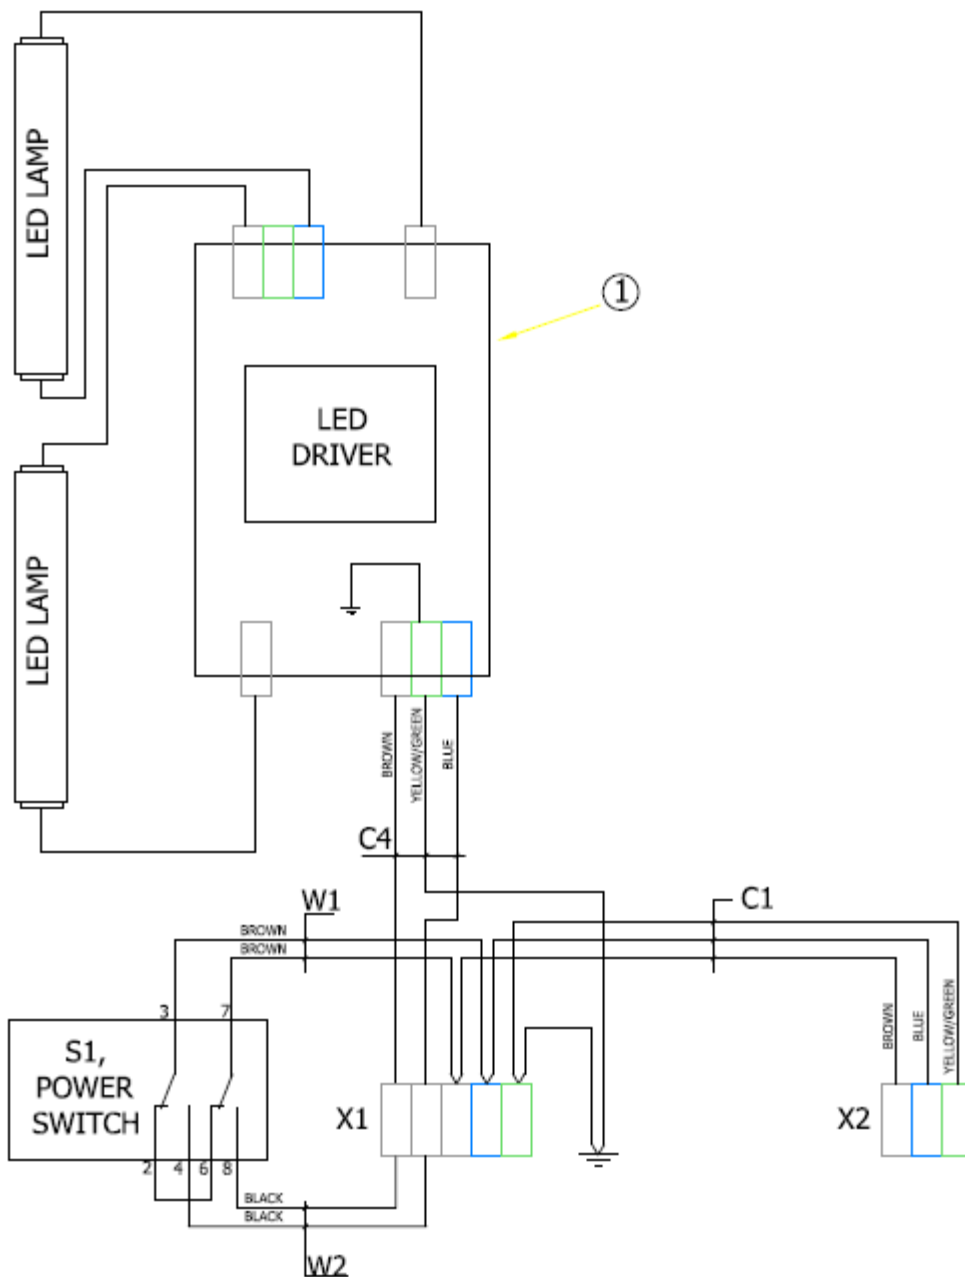 LED LAMP
1
LED
DRIVER
LED LAMP
BROWN
YELLOW/GREEN
BLUE
C4
W1
C1
BROWN
BROWN
3
7
S1,
POWER
SWITCH
2
4
6
8
X1
BROWN
BLUE
YELLOW/GREEN
X2
BLACK
BLACK
W2